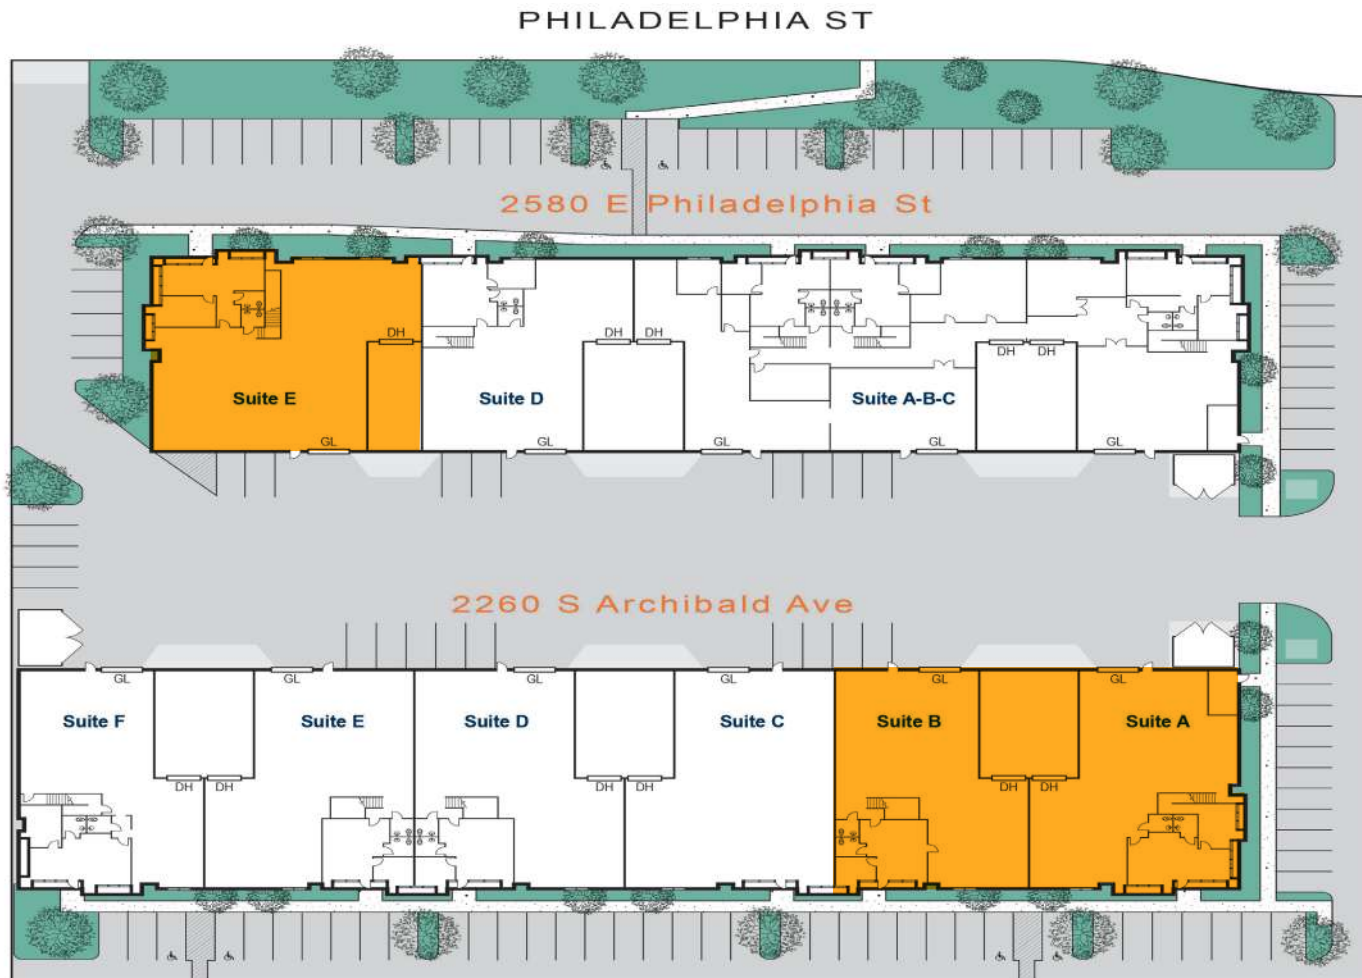 PHILADELPHIA ST
2580 E Philadelphia St
DH
DH DH
DH DH
Suite E
Suite D
Suite A-B-C
GL
GL
GL
GL
GL
2260 S Archibald Ave
GL
GL
GL
GL
GL
GL
Suite F
Suite E
Suite D
Suite C
Suite B
Suite A
DH DH
DH DH
DH DH